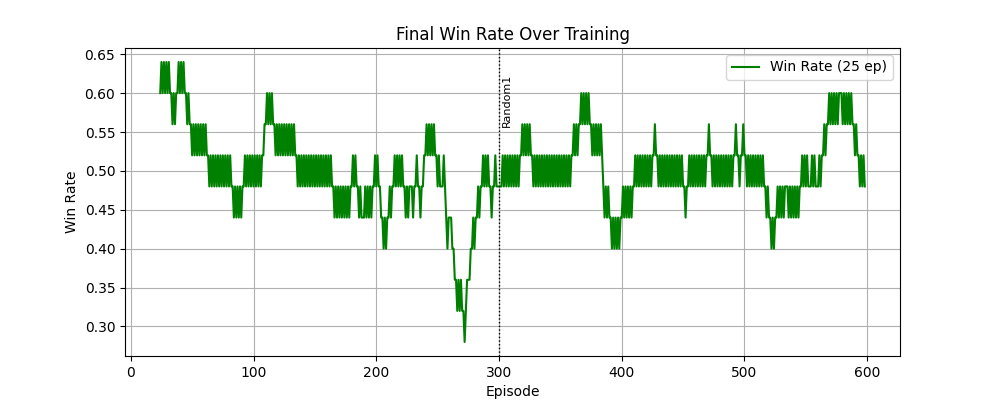 Final Win Rate Over Training
Win Rate (25 ep)
Random1
Win Rate
0.65
0.60
0.55
0.50
0.45
0.40
0.35
0.30
0 100 200 300 400 500 600
Episode